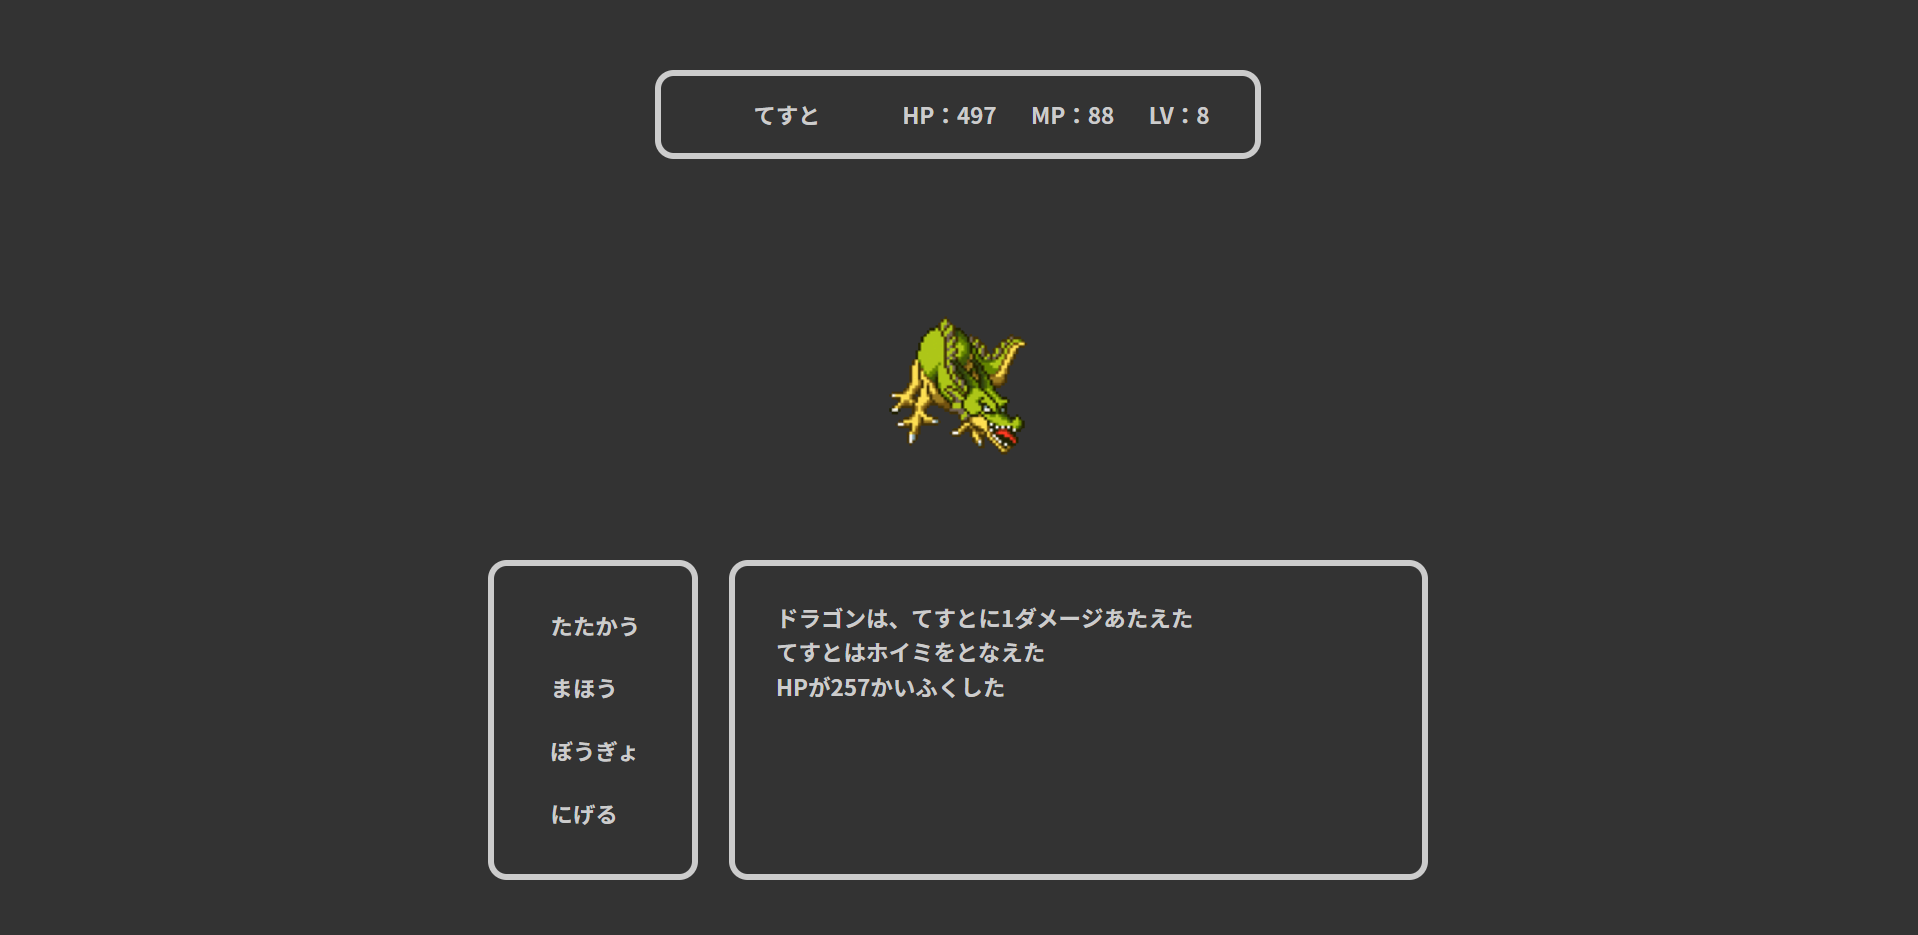 てすと HP：497 MP：88 LV：8
たたかう
まほう
ぼうぎょ
にげる
ドラゴンは、てすとに1ダメージあたえた
てすとはホイミをとなえた
HPが257かいふくした